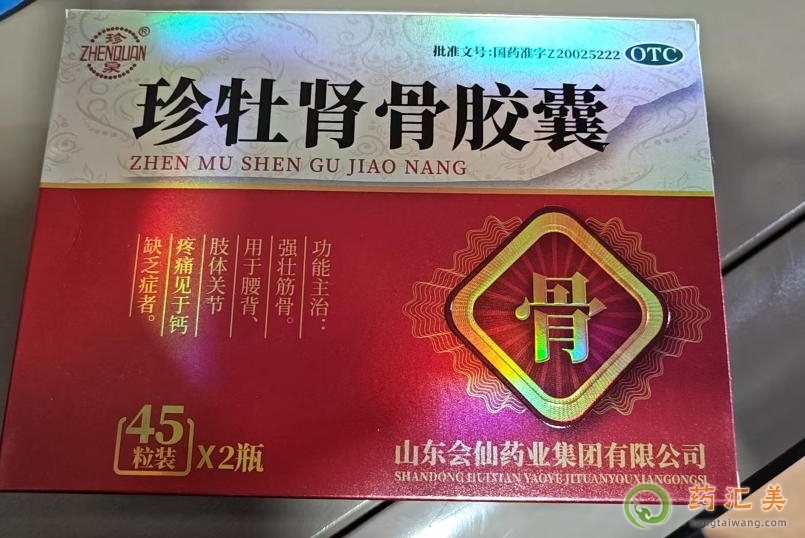 珍
ZHENQUAN
泉
®
批准文号:国药准字Z20025222
OTC
珍牡肾骨胶囊
ZHEN MU SHEN GU JIAO NANG
功能主治:
强壮筋骨。
用于腰背、
肢体关节
疼痛见于钙
缺乏症者。
骨
45
粒装
X2瓶
山东会仙药业集团有限公司
SHANDONG HUIXIAN YAOYE JITUANYOUXIANGONGSI
药汇美